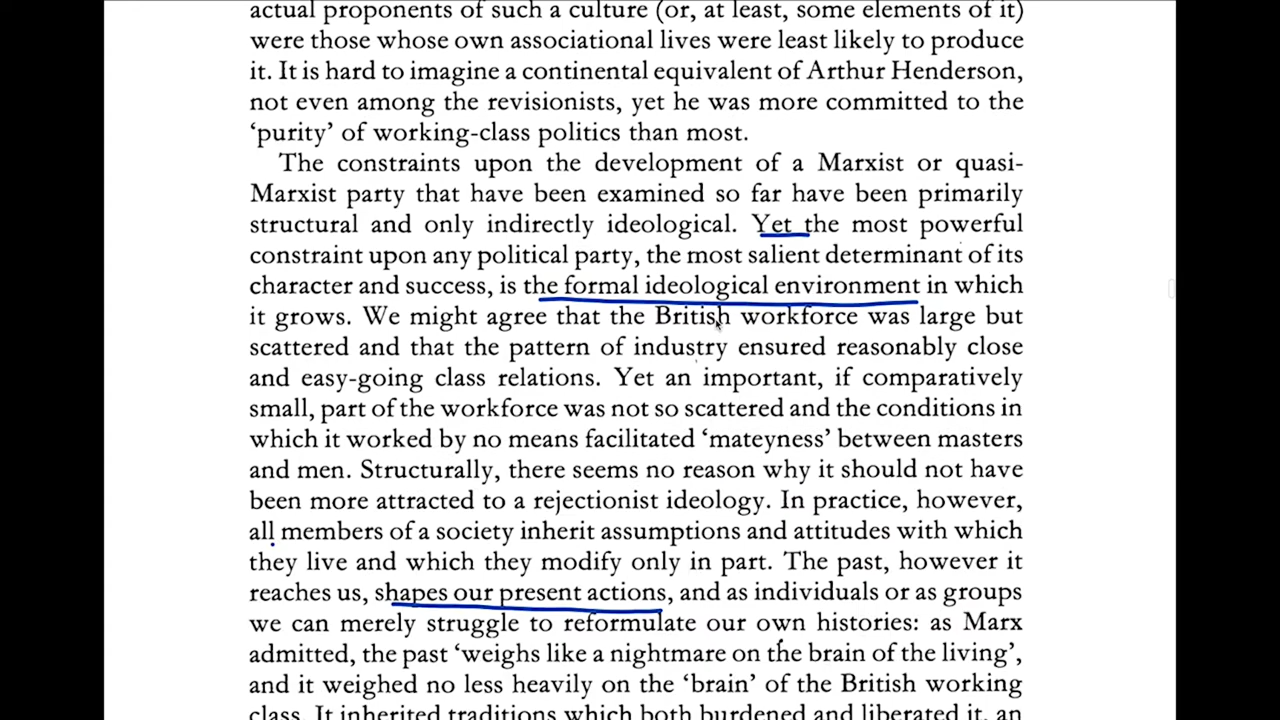 actual proponents of such a culture (or, at least, some elements of it)
were those whose own associational lives were least likely to produce
it. It is hard to imagine a continental equivalent of Arthur Henderson,
not even among the revisionists, yet he was more committed to the
‘purity’ of working-class politics than most.
The constraints upon the development of a Marxist or quasi-
Marxist party that have been examined so far have been primarily
structural and only indirectly ideological. Yet the most powerful
constraint upon any political party, the most salient determinant of its
character and success, is the formal ideological environment in which
it grows. We might agree that the British workforce was large but
scattered and that the pattern of industry ensured reasonably close
and easy-going class relations. Yet an important, if comparatively
small, part of the workforce was not so scattered and the conditions in
which it worked by no means facilitated ‘mateyness’ between masters
and men. Structurally, there seems no reason why it should not have
been more attracted to a rejectionist ideology. In practice, however,
all members of a society inherit assumptions and attitudes with which
they live and which they modify only in part. The past, however it
reaches us, shapes our present actions, and as individuals or as groups
we can merely struggle to reformulate our own histories: as Marx
admitted, the past ‘weighs like a nightmare on the brain of the living’,
and it weighed no less heavily on the ‘brain’ of the British working
class. It inherited traditions which both burdened and liberated it, an